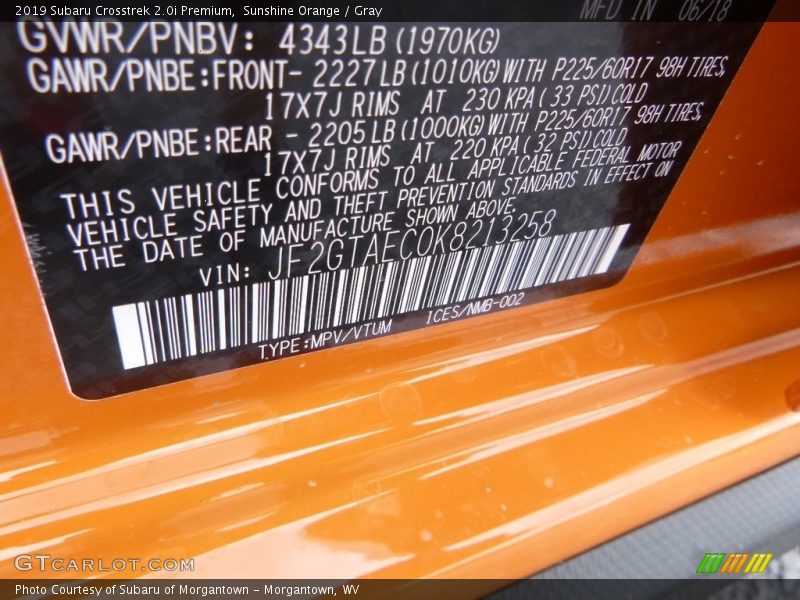 2019 Subaru Crosstrek 2.0i Premium, Sunshine Orange / Gray
MFD IN 06/18
GVWR/PNBV: 4343LB (1970KG)
GAWR/PNBE:FRONT- 2227 LB (1010KG) WITH P225/60R17 98H TIRES,
17X7J RIMS AT 230 KPA ( 33 PSI) COLD
GAWR/PNBE:REAR - 2205 LB (1000KG) WITH P225/60R17 98H TIRES,
17X7J RIMS AT 220 KPA ( 32 PSI) COLD
THIS VEHICLE CONFORMS TO ALL APPLICABLE FEDERAL MOTOR
VEHICLE SAFETY AND THEFT PREVENTION STANDARDS IN EFFECT ON
THE DATE OF MANUFACTURE SHOWN ABOVE.
VIN: JF2GTAEC0K8213258
TYPE:MPV/VTUM ICES/NMB-002
GTCARLOT.COM
Photo Courtesy of Subaru of Morgantown - Morgantown, WV